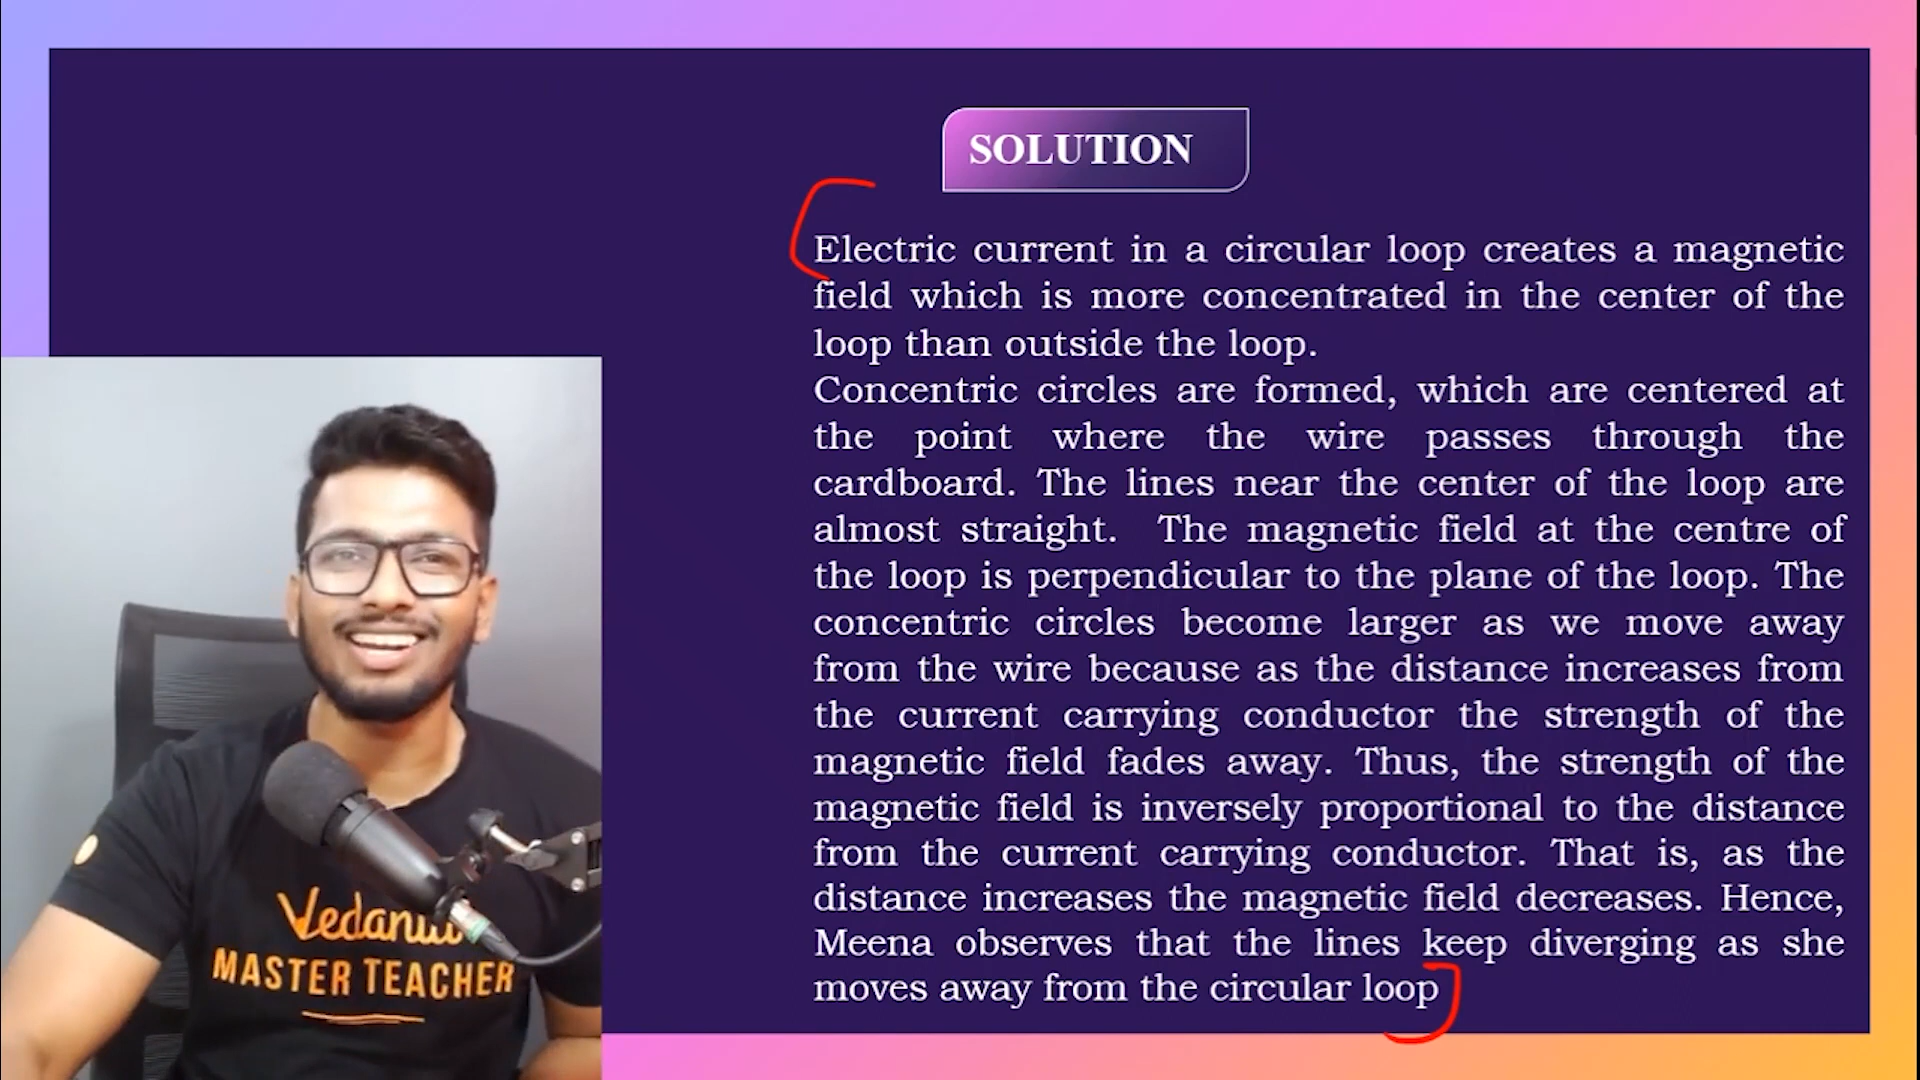 SOLUTION
Electric current in a circular loop creates a magnetic
field which is more concentrated in the center of the
loop than outside the loop.
Concentric circles are formed, which are centered at
the point where the wire passes through the
cardboard. The lines near the center of the loop are
almost straight. The magnetic field at the centre of
the loop is perpendicular to the plane of the loop. The
concentric circles become larger as we move away
from the wire because as the distance increases from
the current carrying conductor the strength of the
magnetic field fades away. Thus, the strength of the
magnetic field is inversely proportional to the distance
from the current carrying conductor. That is, as the
distance increases the magnetic field decreases. Hence,
Meena observes that the lines keep diverging as she
moves away from the circular loop
MASTER TEACHER